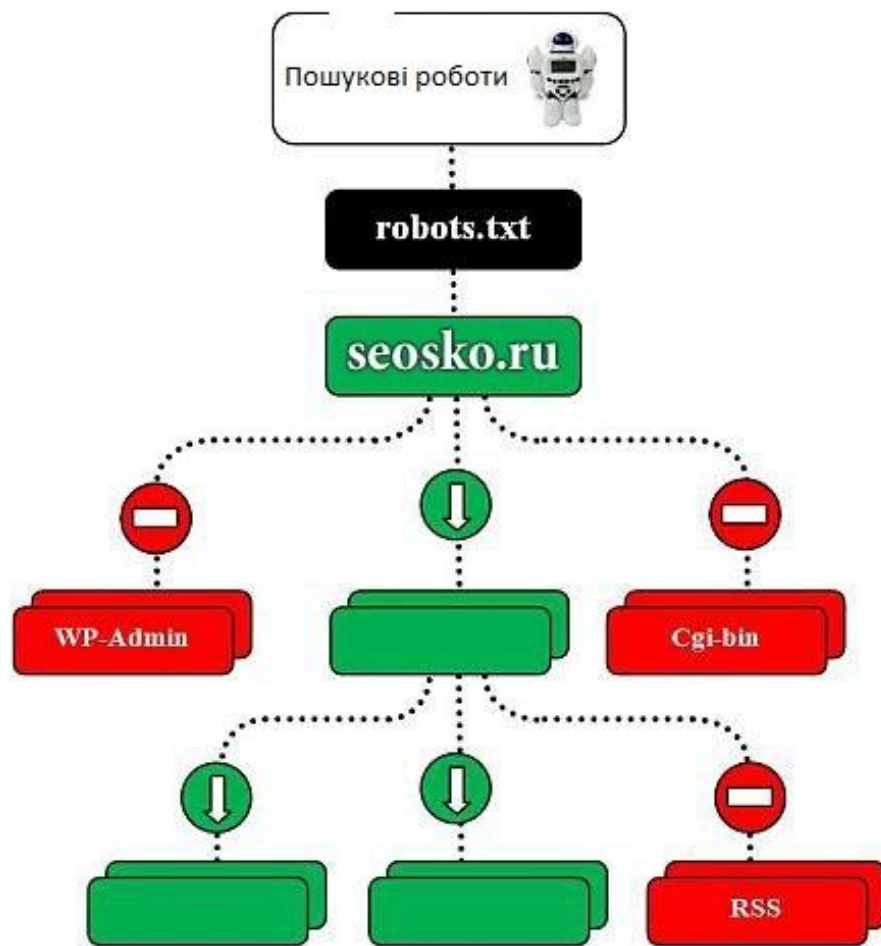 Пошукові роботи
robots.txt
seosko.ru
WP-Admin
Cgi-bin
RSS